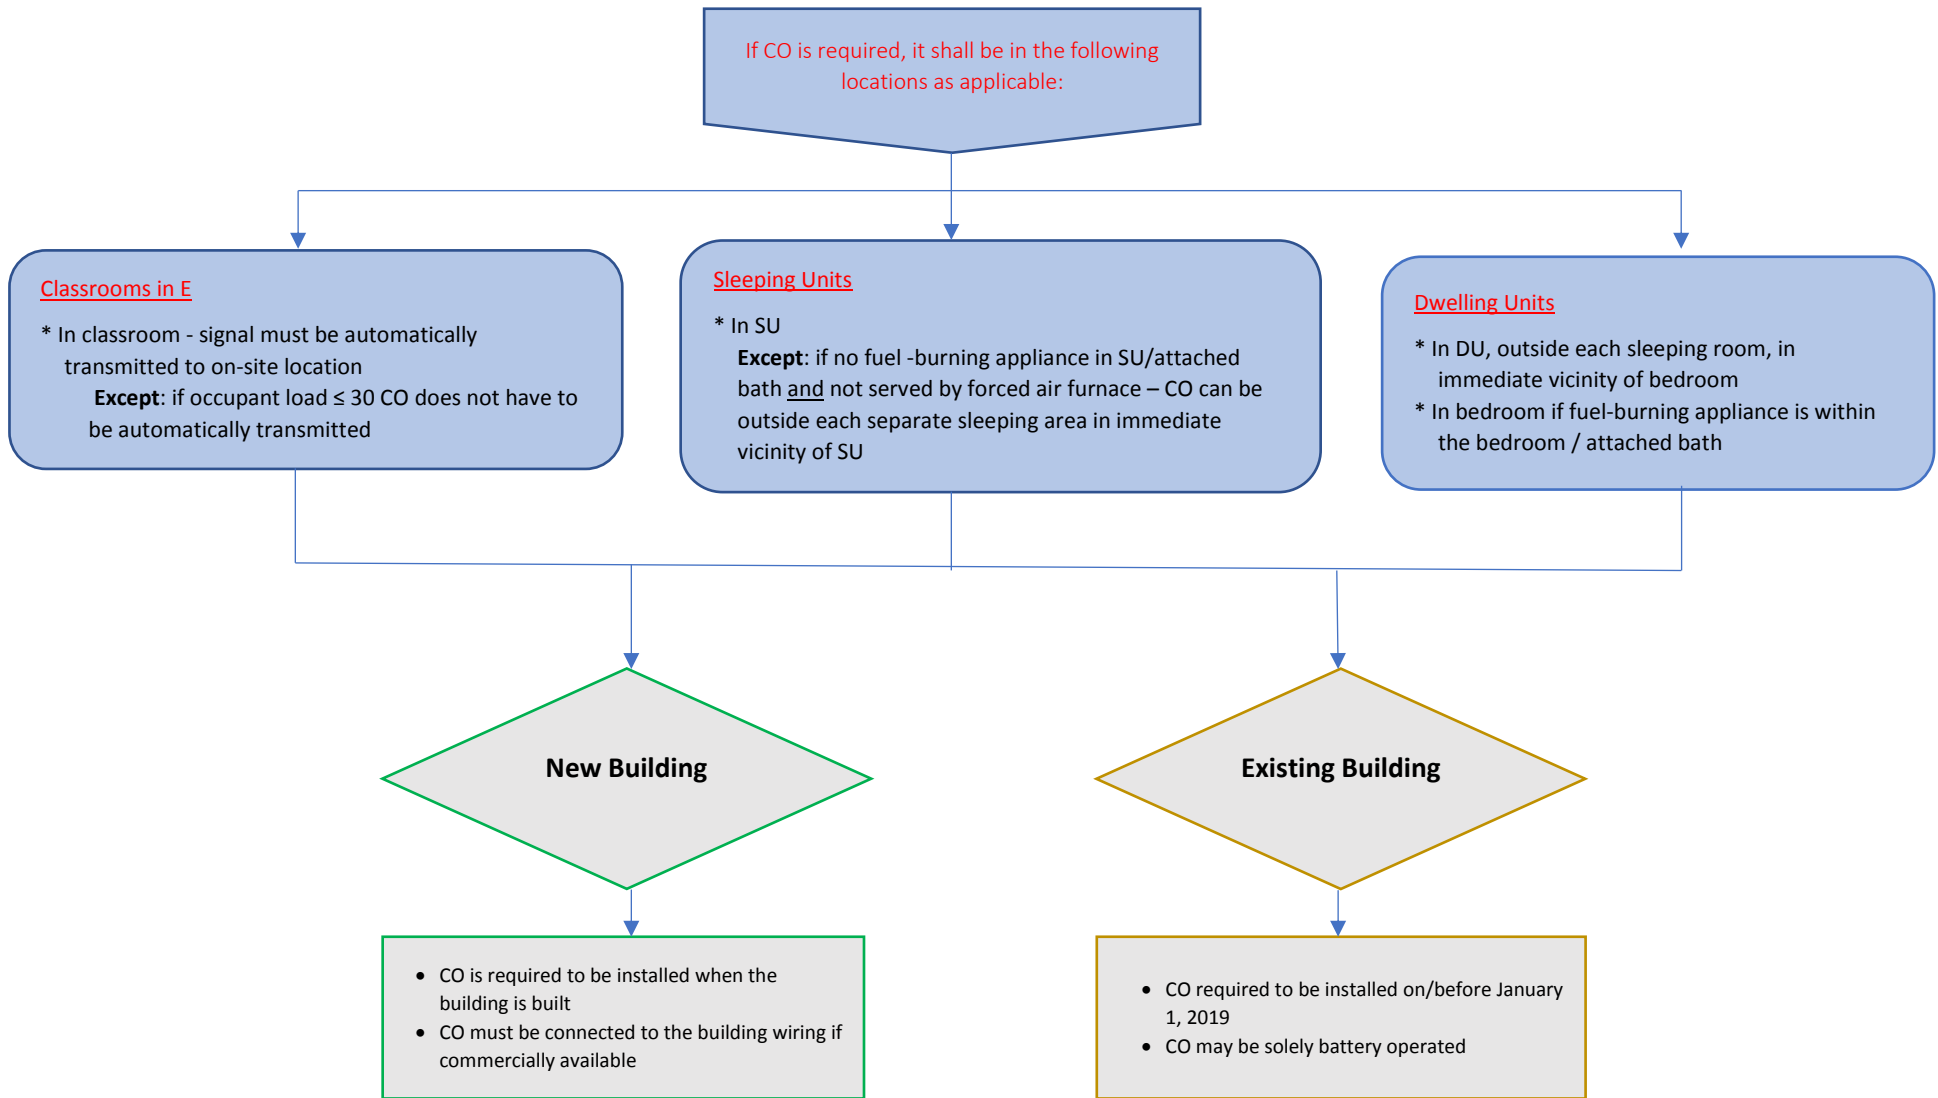 If CO is required, it shall be in the following
locations as applicable:
Classrooms in E
* In classroom - signal must be automatically
transmitted to on-site location
Except: if occupant load ≤ 30 CO does not have to
be automatically transmitted
Sleeping Units
* In SU
Except: if no fuel -burning appliance in SU/attached
bath and not served by forced air furnace – CO can be
outside each separate sleeping area in immediate
vicinity of SU
Dwelling Units
* In DU, outside each sleeping room, in
immediate vicinity of bedroom
* In bedroom if fuel-burning appliance is within
the bedroom / attached bath
New Building
Existing Building
• CO is required to be installed when the
building is built
• CO must be connected to the building wiring if
commercially available
• CO required to be installed on/before January
1, 2019
• CO may be solely battery operated